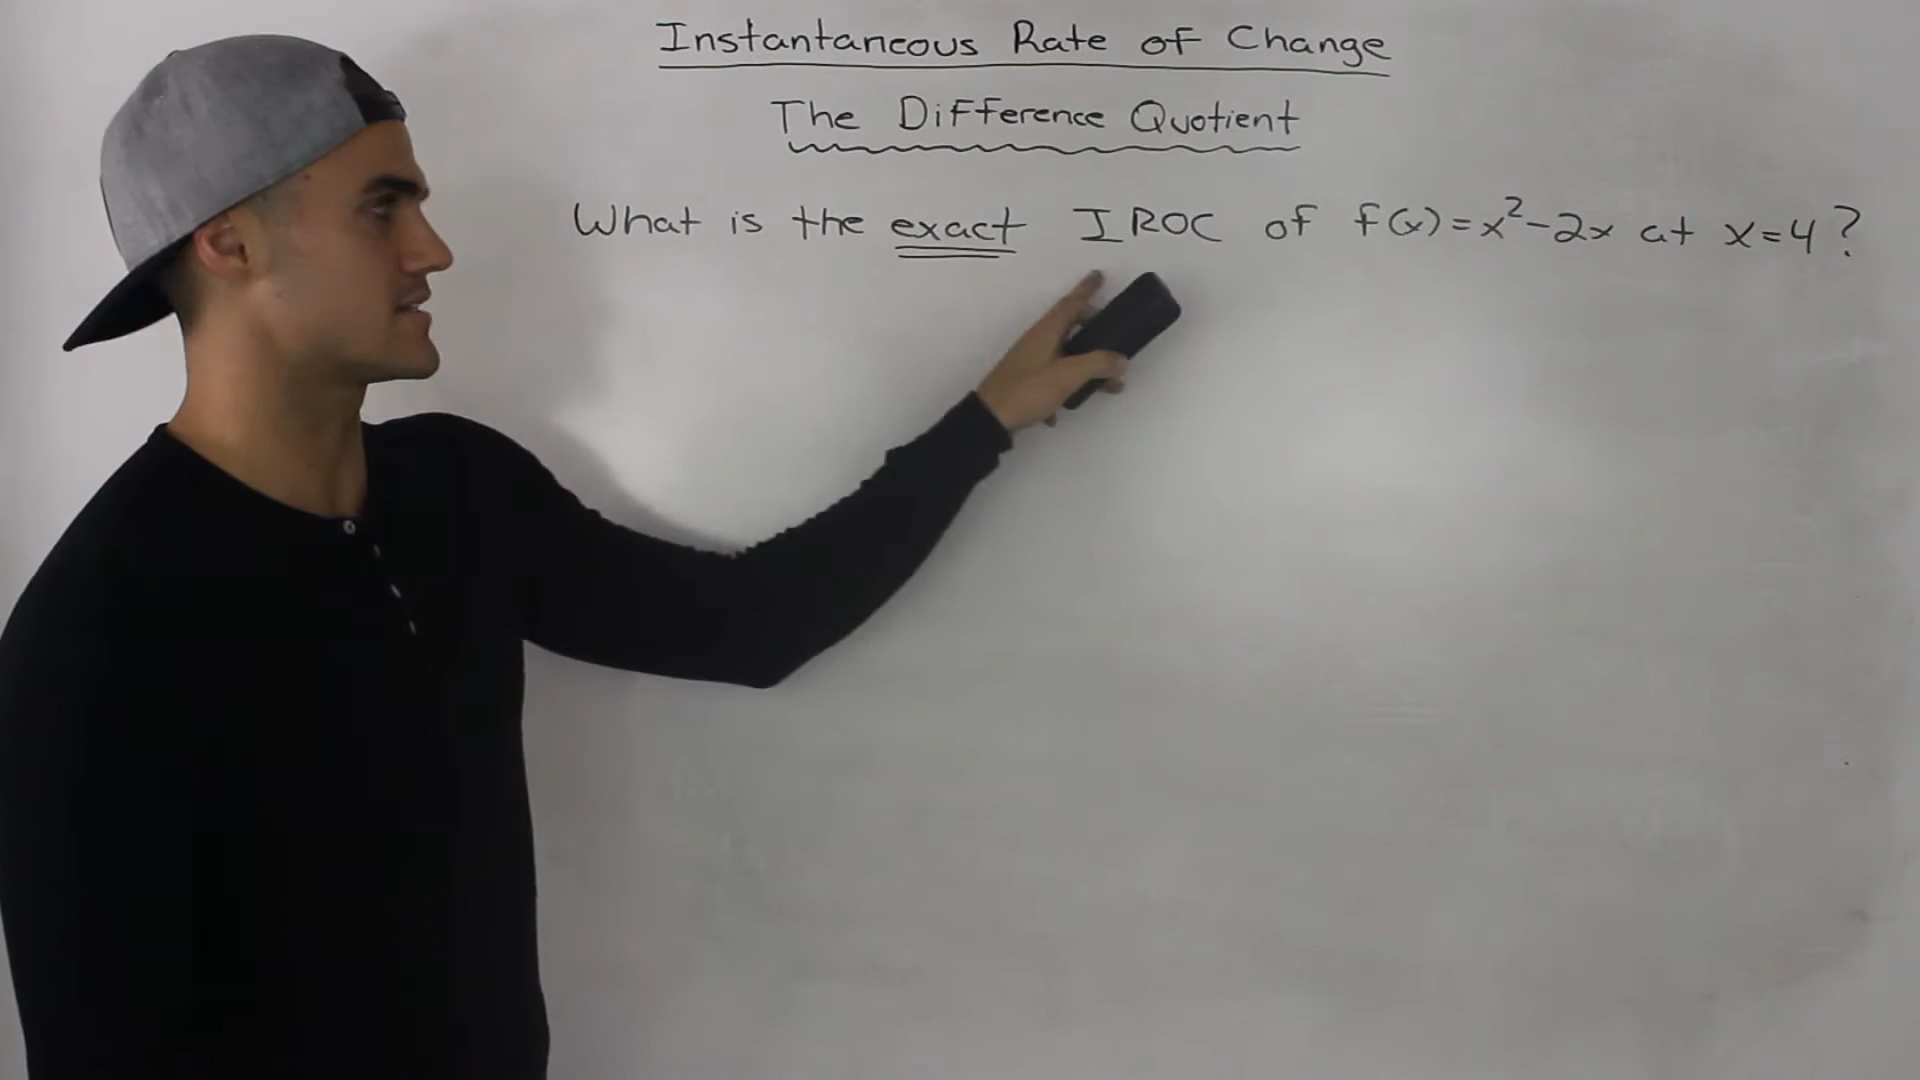 Instantaneous Rate of Change
The Difference Quotient
What is the exact IROC of f(x)=x²-2x at x=4?